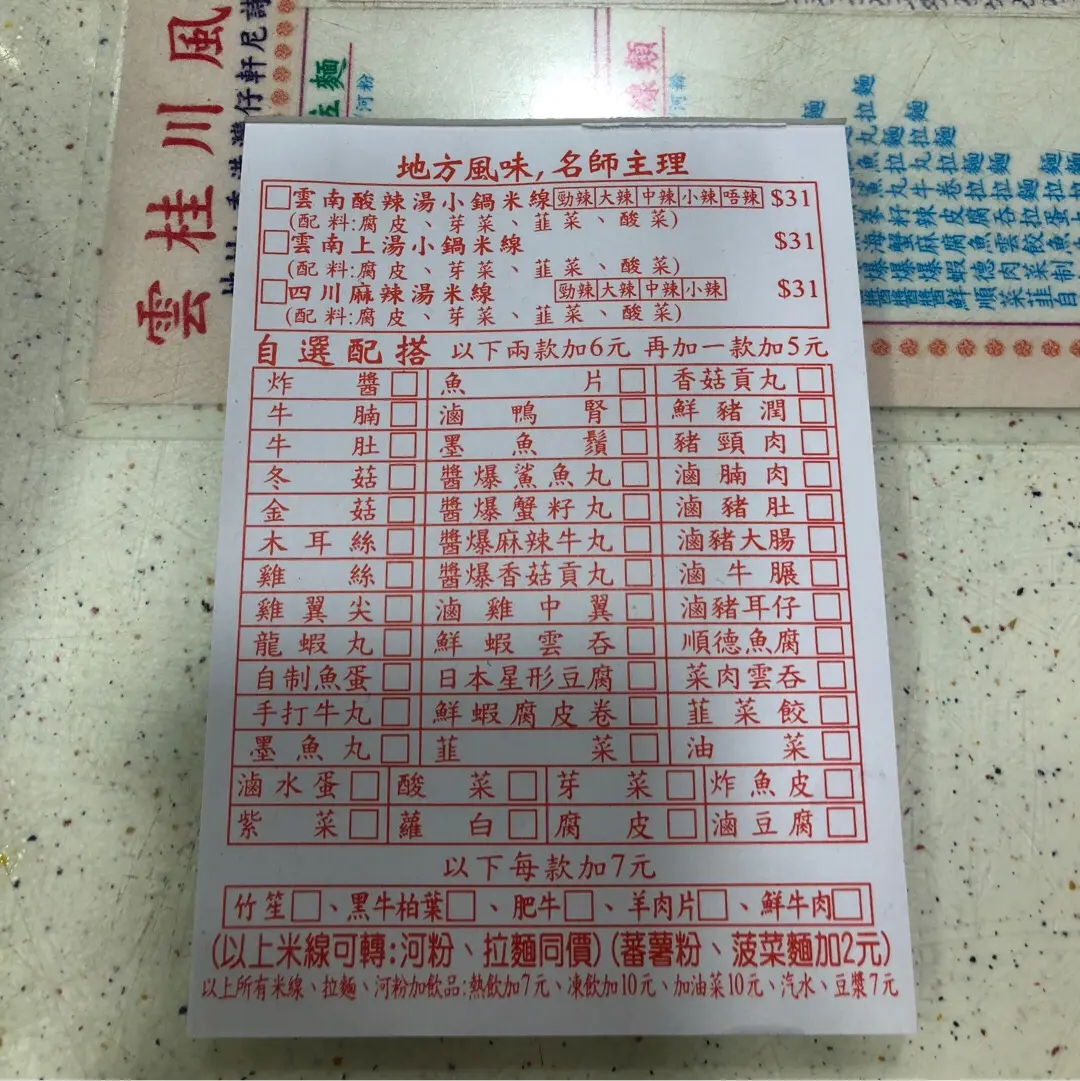 雲桂川風
地方風味,名師主理
□雲南酸辣湯小鍋米線 勁辣 大辣 中辣 小辣 唔辣 $31
(配料:腐皮、芽菜、韮菜、酸菜)
□雲南上湯小鍋米線 $31
(配料:腐皮、芽菜、韮菜、酸菜)
□四川麻辣湯米線 勁辣 大辣 中辣 小辣 $31
(配料:腐皮、芽菜、韮菜、酸菜)
自選配搭 以下兩款加6元 再加一款加5元
炸醬□ 魚片□ 香菇貢丸□
牛腩□ 滷鴨腎□ 鮮豬潤□
牛肚□ 墨魚鬚□ 豬頸肉□
冬菇□ 醬爆鯊魚丸□ 滷腩肉□
金菇□ 醬爆蟹籽丸□ 滷豬肚□
木耳絲□ 醬爆麻辣牛丸□ 滷豬大腸□
雞絲□ 醬爆香菇貢丸□ 滷牛𦟌□
雞翼尖□ 滷雞中翼□ 滷豬耳仔□
龍蝦丸□ 鮮蝦雲吞□ 順德魚腐□
自制魚蛋□ 日本星形豆腐□ 菜肉雲吞□
手打牛丸□ 鮮蝦腐皮卷□ 韮菜餃□
墨魚丸□ 韮菜□ 油菜□
滷水蛋□ 酸菜□ 芽菜□ 炸魚皮□
紫菜□ 蘿白□ 腐皮□ 滷豆腐□
以下每款加7元
竹笙□、黑牛柏葉□、肥牛□、羊肉片□、鮮牛肉□
(以上米線可轉:河粉、拉麵同價)(蕃薯粉、菠菜麵加2元)
以上所有米線、拉麵、河粉加飲品:熱飲加7元、凍飲加10元、加油菜10元、汽水、豆漿7元